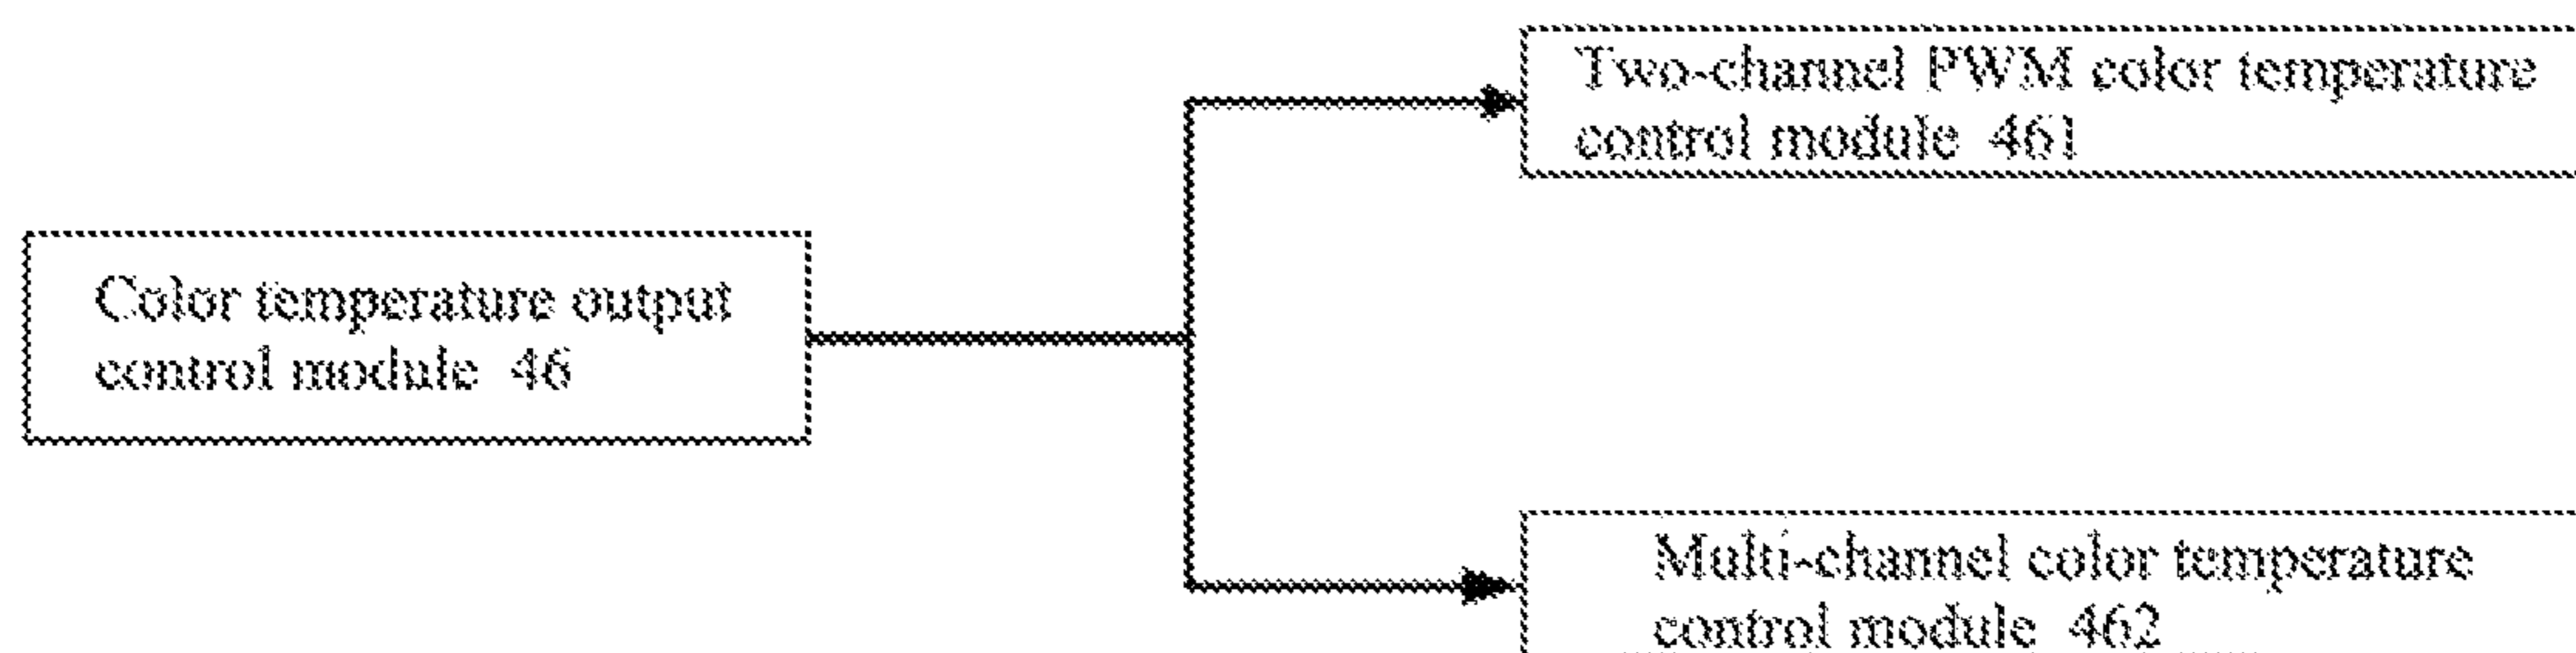 Two-channel PWM color temperature
control module 461
Color temperature output
control module 46
Multi-channel color temperature
control module 462